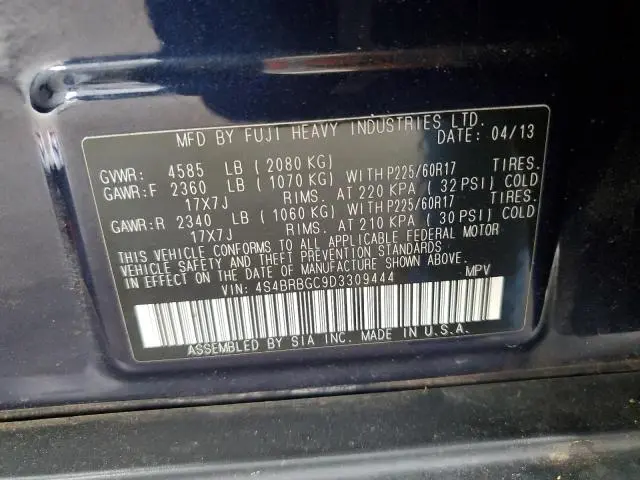 MFD BY FUJI HEAVY INDUSTRIES LTD.
DATE: 04/13
GVWR: 4585 LB (2080 KG)
GAWR:F 2360 LB (1070 KG) WITH P225/60R17 TIRES.
17X7J RIMS. AT 220 KPA (32 PSI) COLD
GAWR:R 2340 LB (1060 KG) WITH P225/60R17 TIRES.
17X7J RIMS. AT 210 KPA (30 PSI) COLD
THIS VEHICLE CONFORMS TO ALL APPLICABLE FEDERAL MOTOR
VEHICLE SAFETY AND THEFT PREVENTION STANDARDS
IN EFFECT ON THE DATE OF MANUFACTURE SHOWN ABOVE.
VIN: 4S4BRBGC9D3309444 MPV
ASSEMBLED BY SIA INC. MADE IN U.S.A.